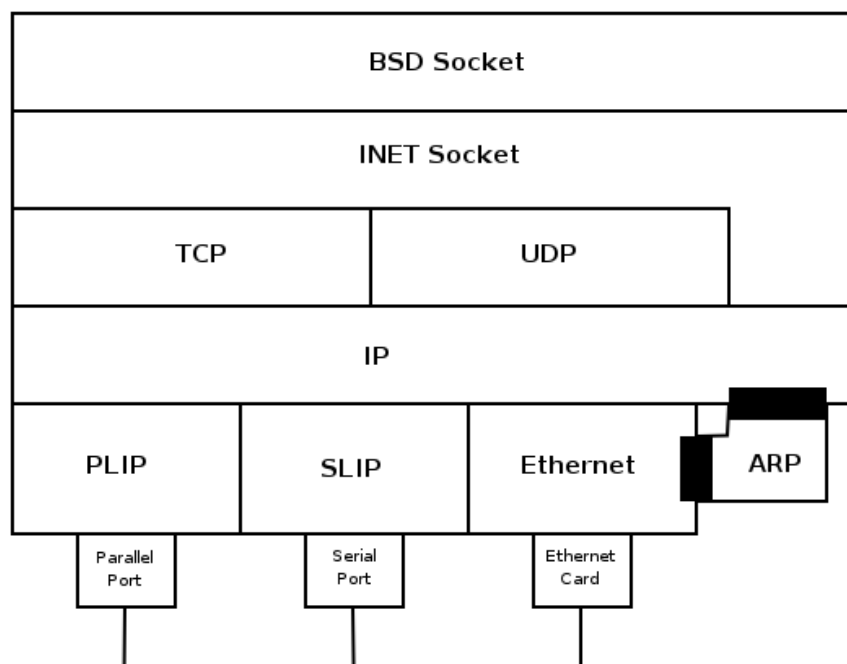 BSD Socket
INET Socket
TCP
UDP
IP
PLIP
SLIP
Ethernet
ARP
Parallel
Port
Serial
Port
Ethernet
Card